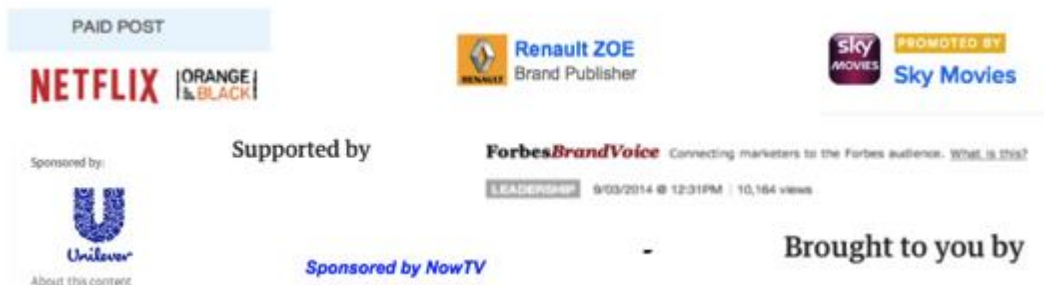 PAID POST
NETFLIX ORANGE IS BLACK
Renault ZOE
RENAULT Brand Publisher
sky MOVIES
PROMOTED BY
Sky Movies
Sponsored by:
Unilever
About this content
Supported by
ForbesBrandVoice Connecting marketers to the Forbes audience. What is this?
LEADERSHIP 9/03/2014 @ 12:31PM | 10,164 views
Sponsored by NowTV
-
Brought to you by